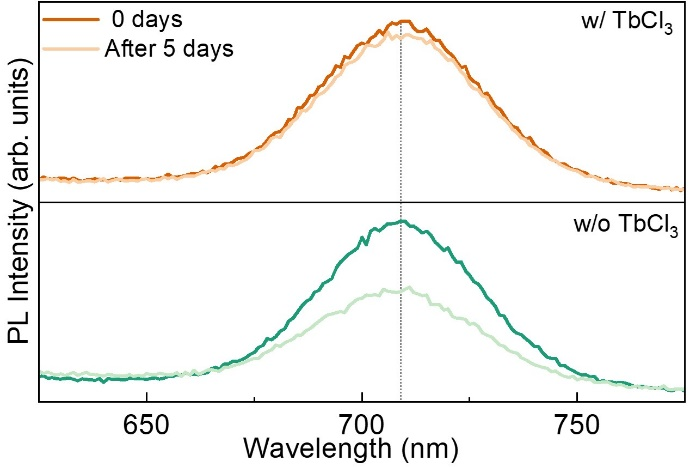 0 days
After 5 days
w/ TbCl₃
w/o TbCl₃
PL Intensity (arb. units)
650
700
750
Wavelength (nm)